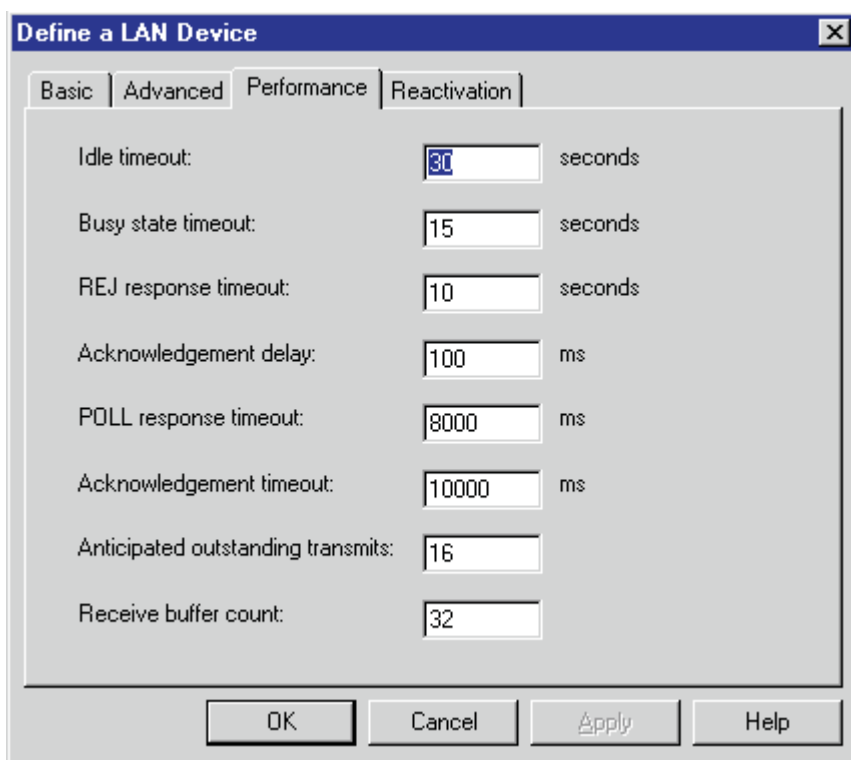 Define a LAN Device
Basic Advanced Performance Reactivation
Idle timeout: 30 seconds
Busy state timeout: 15 seconds
REJ response timeout: 10 seconds
Acknowledgement delay: 100 ms
POLL response timeout: 8000 ms
Acknowledgement timeout: 10000 ms
Anticipated outstanding transmits: 16
Receive buffer count: 32
OK Cancel Apply Help